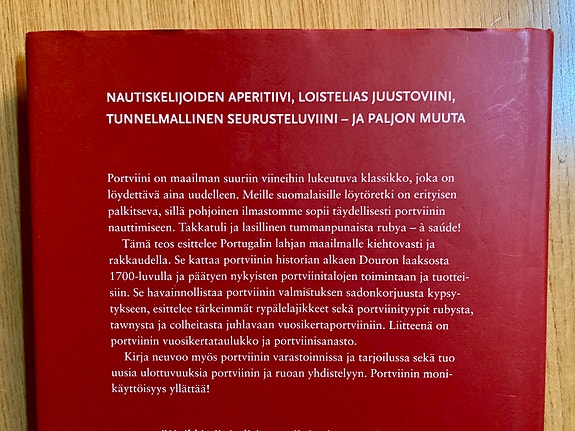 NAUTISKELIJOIDEN APERITIIVI, LOISTELIAS JUUSTOVIINI,
TUNNELMALLINEN SEURUSTELUVIINI – JA PALJON MUUTA
Portviini on maailman suuriin viineihin lukeutuva klassikko, joka on
löydettävä aina uudelleen. Meille suomalaisille löytöretki on erityisen
palkitseva, sillä pohjoinen ilmastomme sopii täydellisesti portviinin
nauttimiseen. Takkatuli ja lasillinen tummanpunaista rubya – à saúde!
Tämä teos esittelee Portugalin lahjan maailmalle kiehtovasti ja
rakkaudella. Se kattaa portviinin historian alkaen Douron laaksosta
1700-luvulla ja päätyen nykyisten portviinitalojen toimintaan ja tuottei-
siin. Se havainnollistaa portviinin valmistuksen sadonkorjuusta kypsy-
tykseen, esittelee tärkeimmät rypälelajikkeet sekä portviinityypit rubysta,
tawnysta ja colheitasta juhlavaan vuosikertaportviiniin. Liitteenä on
portviinin vuosikertataulukko ja portviinisanasto.
Kirja neuvoo myös portviinin varastoinnissa ja tarjoilussa sekä tuo
uusia ulottuvuuksia portviinin ja ruoan yhdistelyyn. Portviinin moni-
käyttöisyys yllättää!